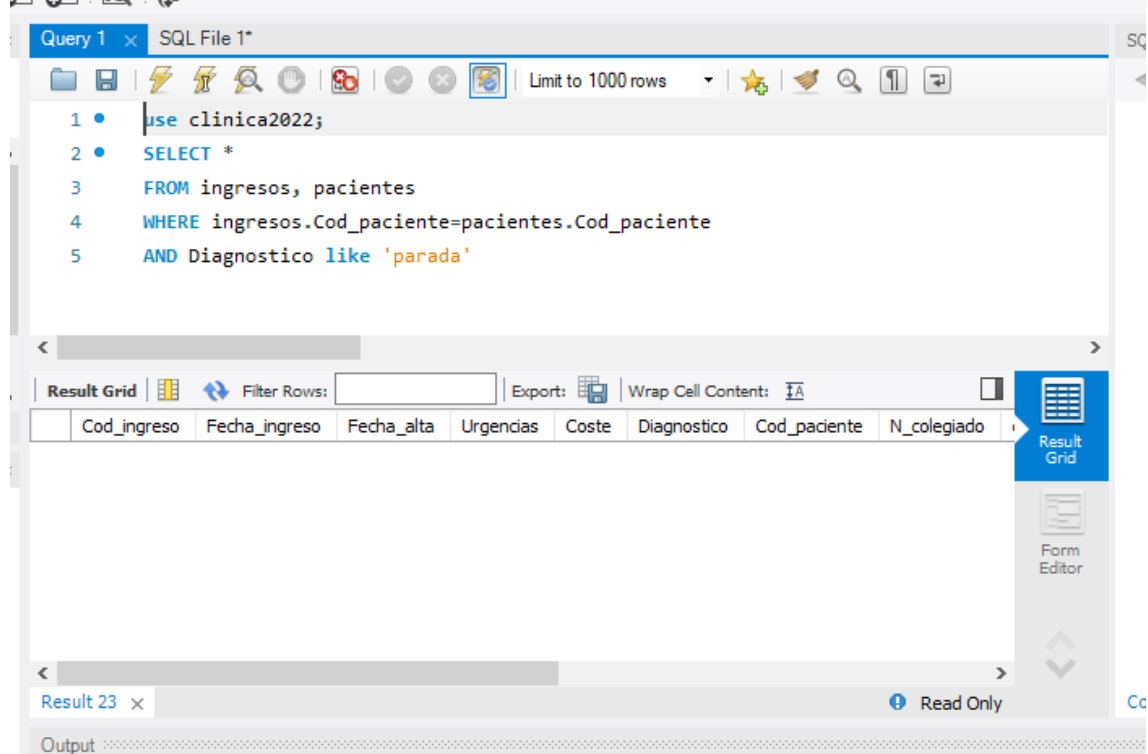 Query 1 SQL File 1*
SQ
Limit to 1000 rows
1 use clinica2022;
2 SELECT *
3 FROM ingresos, pacientes
4 WHERE ingresos.Cod_paciente=pacientes.Cod_paciente
5 AND Diagnostico like 'parada'
Result Grid Filter Rows: Export: Wrap Cell Content:
Cod_ingreso Fecha_ingreso Fecha_alta Urgencias Coste Diagnostico Cod_paciente N_colegiado
Result
Grid
Form
Editor
Result 23 Read Only
Co
Output